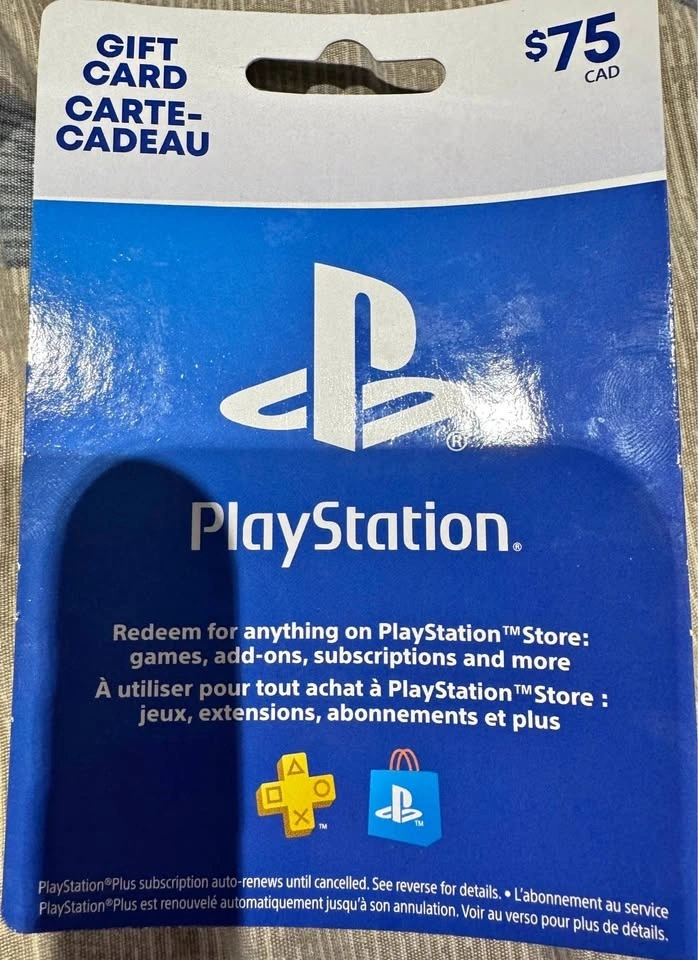 GIFT
CARD
CARTE-
CADEAU
$75
CAD
®
PlayStation®
Redeem for anything on PlayStation™Store:
games, add-ons, subscriptions and more
À utiliser pour tout achat à PlayStation™Store :
jeux, extensions, abonnements et plus
™
™
PlayStation®Plus subscription auto-renews until cancelled. See reverse for details. • L'abonnement au service
PlayStation®Plus est renouvelé automatiquement jusqu'à son annulation. Voir au verso pour plus de détails.